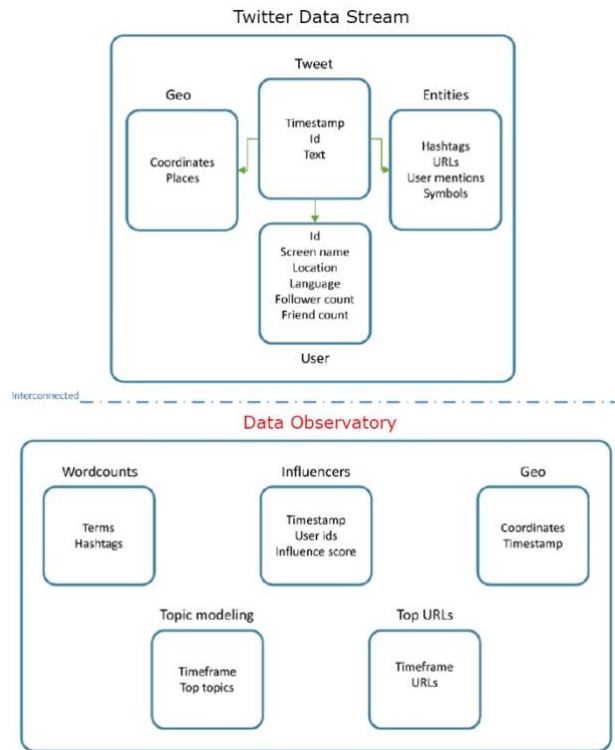 Twitter Data Stream
Tweet
Geo
Entities
Timestamp
Id
Text
Coordinates
Places
Hashtags
URLs
User mentions
Symbols
Id
Screen name
Location
Language
Follower count
Friend count
User
Interconnected
Data Observatory
Wordcounts
Influencers
Geo
Terms
Hashtags
Timestamp
User ids
Influence score
Coordinates
Timestamp
Topic modeling
Top URLs
Timeframe
Top topics
Timeframe
URLs